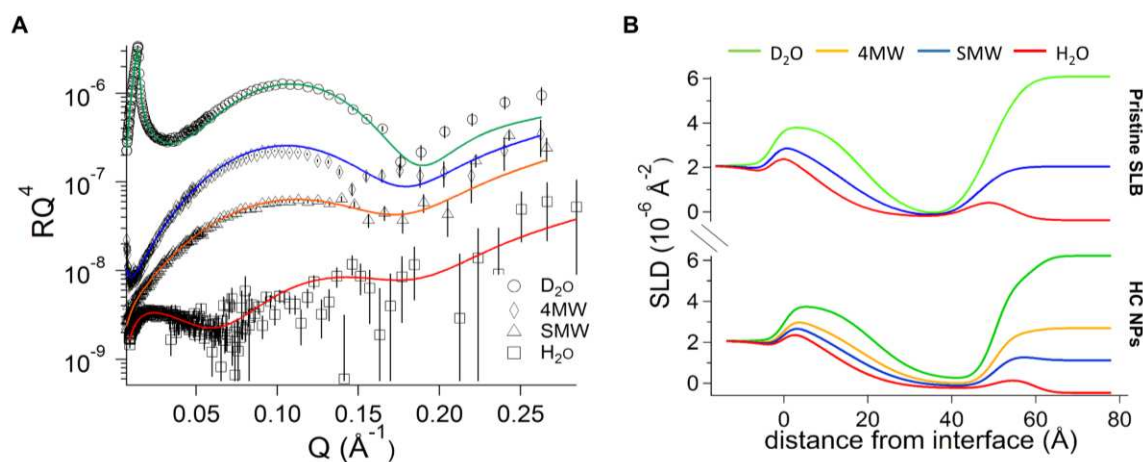 A
RQ⁴
10⁻⁶
10⁻⁷
10⁻⁸
10⁻⁹
0.05 0.10 0.15 0.20 0.25
Q (Å⁻¹)
D₂O
4MW
SMW
H₂O
B
D₂O 4MW SMW H₂O
SLD (10⁻⁶ Å⁻²)
6
4
2
0
Pristine SLB
6
4
2
0
HC NPs
0 20 40 60 80
distance from interface (Å)